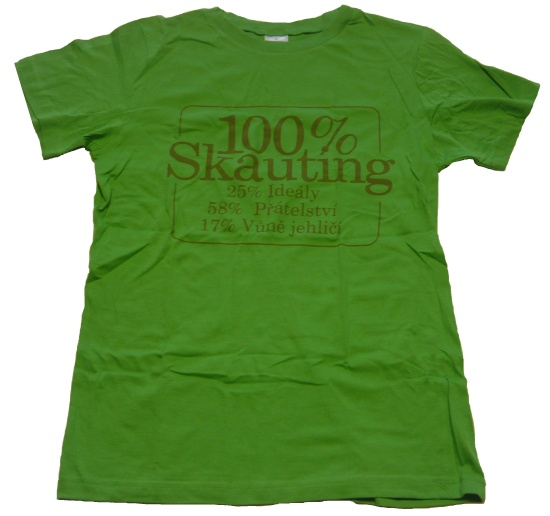 100%
Skauting
25% Ideály
58% Přátelství
17% Vůně jehličí